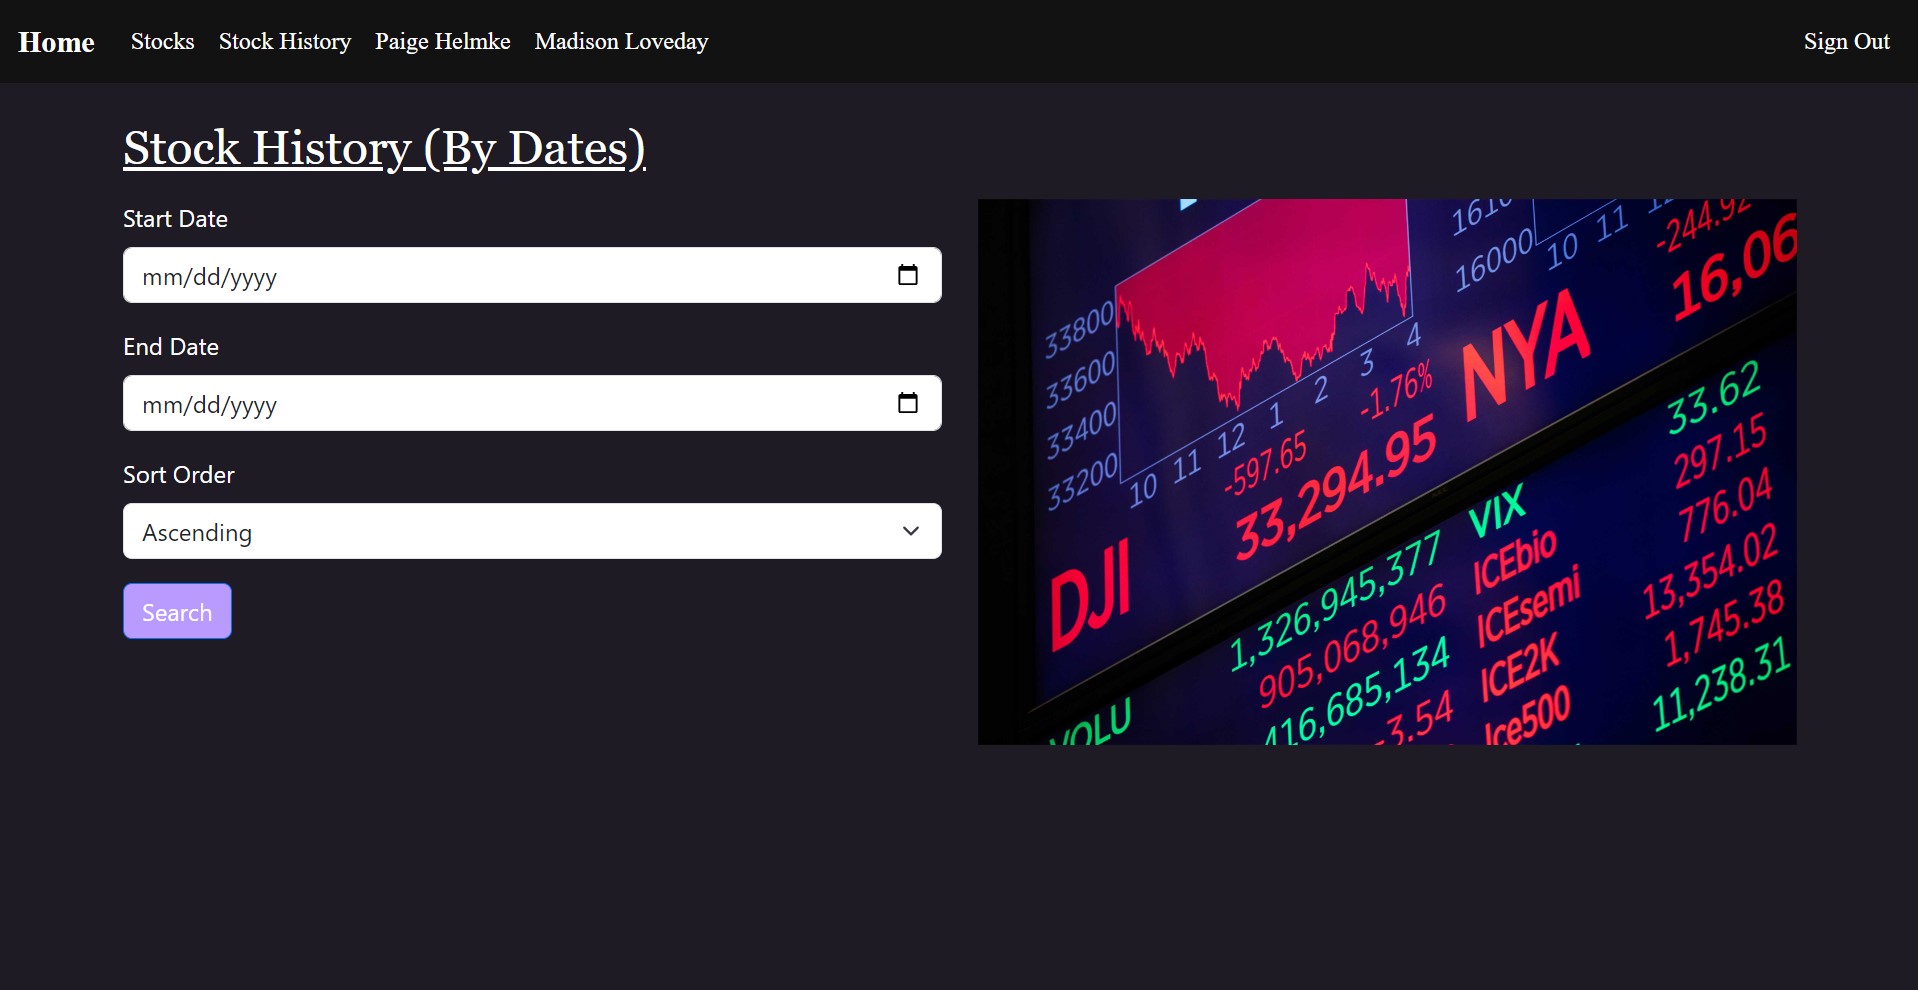 Home Stocks Stock History Paige Helmke Madison Loveday Sign Out
Stock History (By Dates)
Start Date
mm/dd/yyyy
End Date
mm/dd/yyyy
Sort Order
Ascending
Search
33800
33600
33400
33200
10 11 12 1 2 3 4
-597.65 -1.76%
DJI 33,294.95
16000
10 11
-244.92
NYA
1,326,945,377
905,068,946
416,685,134
VOLU
VIX 33.62
ICEbio 297.15
ICEsemi 776.04
ICE2K 13,354.02
Ice500 1,745.38
11,238.31